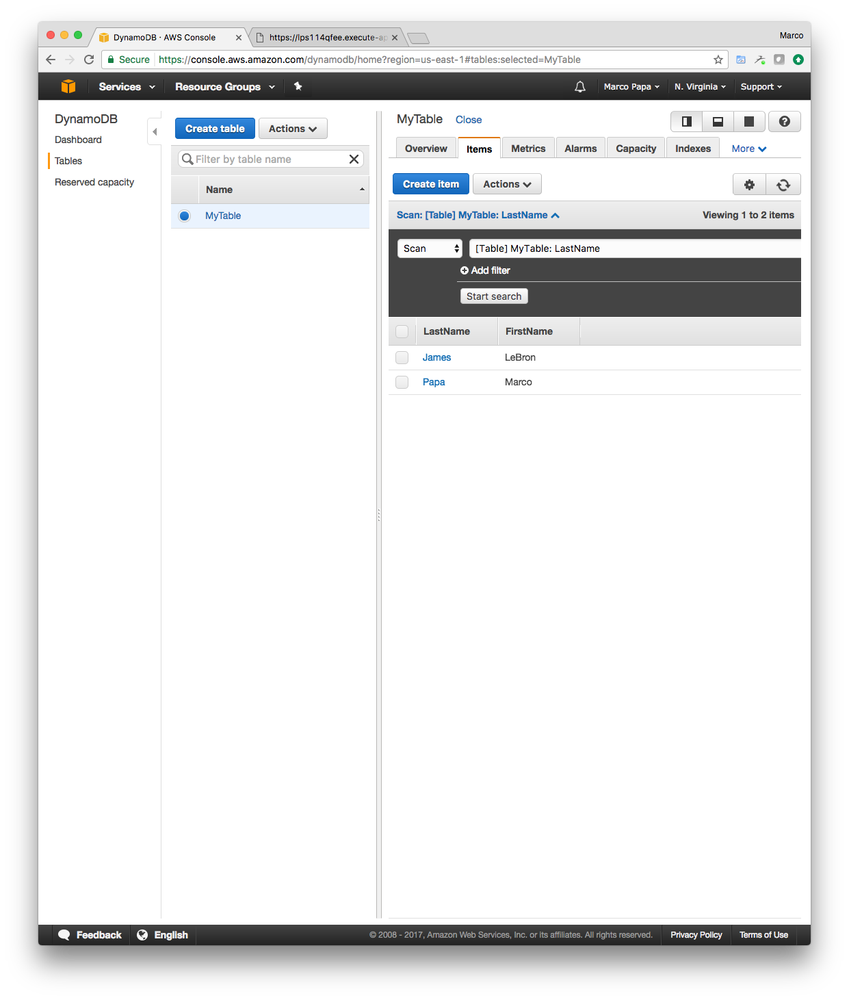 DynamoDB · AWS Console
https://lps114qfee.execute-ap
Marco
Secure
https://console.aws.amazon.com/dynamodb/home?region=us-east-1#tables:selected=MyTable
Services
Resource Groups
Marco Papa
N. Virginia
Support
DynamoDB
Dashboard
Tables
Reserved capacity
Create table
Actions
Filter by table name
Name
MyTable
MyTable
Close
Overview
Items
Metrics
Alarms
Capacity
Indexes
More
Create item
Actions
Scan: [Table] MyTable: LastName
Viewing 1 to 2 items
Scan
[Table] MyTable: LastName
Add filter
Start search
LastName
FirstName
James
LeBron
Papa
Marco
Feedback
English
© 2008 - 2017, Amazon Web Services, Inc. or its affiliates. All rights reserved.
Privacy Policy
Terms of Use